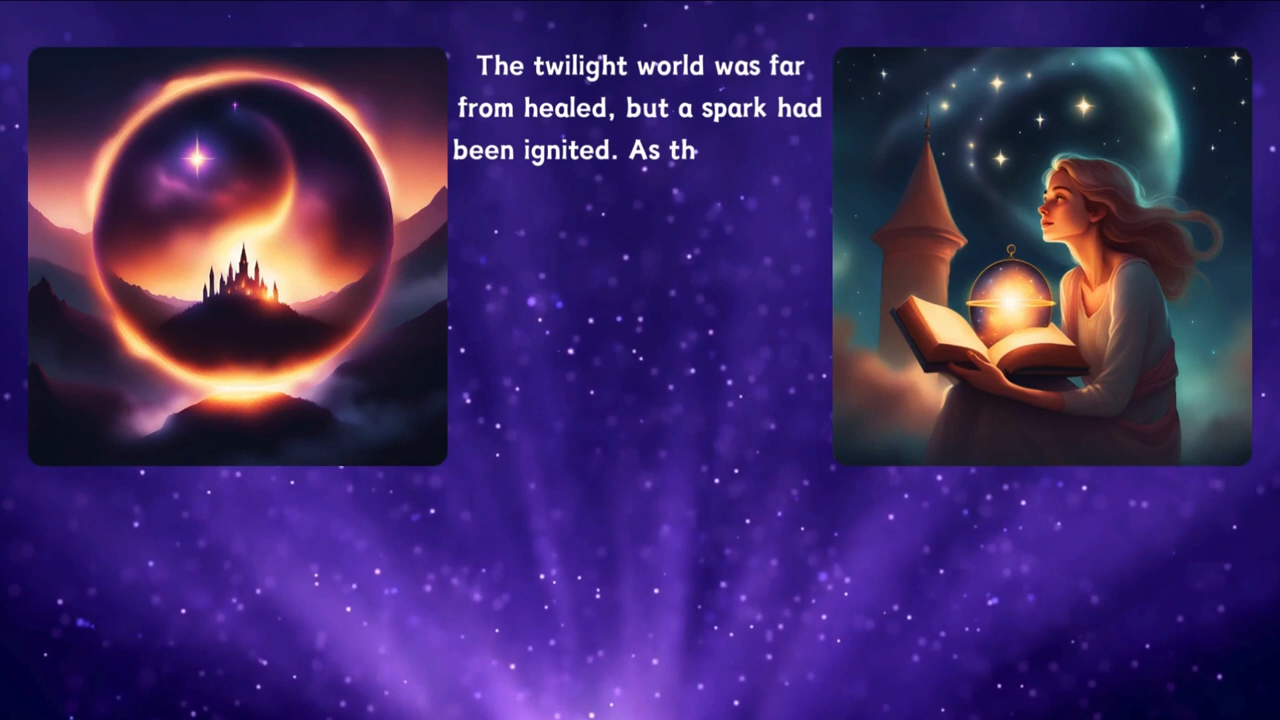 The twilight world was far
from healed, but a spark had
been ignited. As th